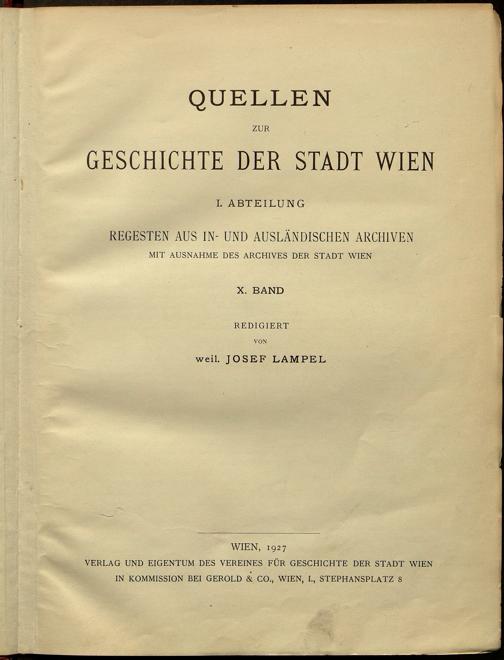 QUELLEN
ZUR
GESCHICHTE DER STADT WIEN
I. ABTEILUNG
REGESTEN AUS IN- UND AUSLÄNDISCHEN ARCHIVEN
MIT AUSNAHME DES ARCHIVES DER STADT WIEN
X. BAND
REDIGIERT
VON
weil. JOSEF LAMPEL
WIEN, 1927
VERLAG UND EIGENTUM DES VEREINES FÜR GESCHICHTE DER STADT WIEN
IN KOMMISSION BEI GEROLD & CO., WIEN, I., STEPHANSPLATZ 8